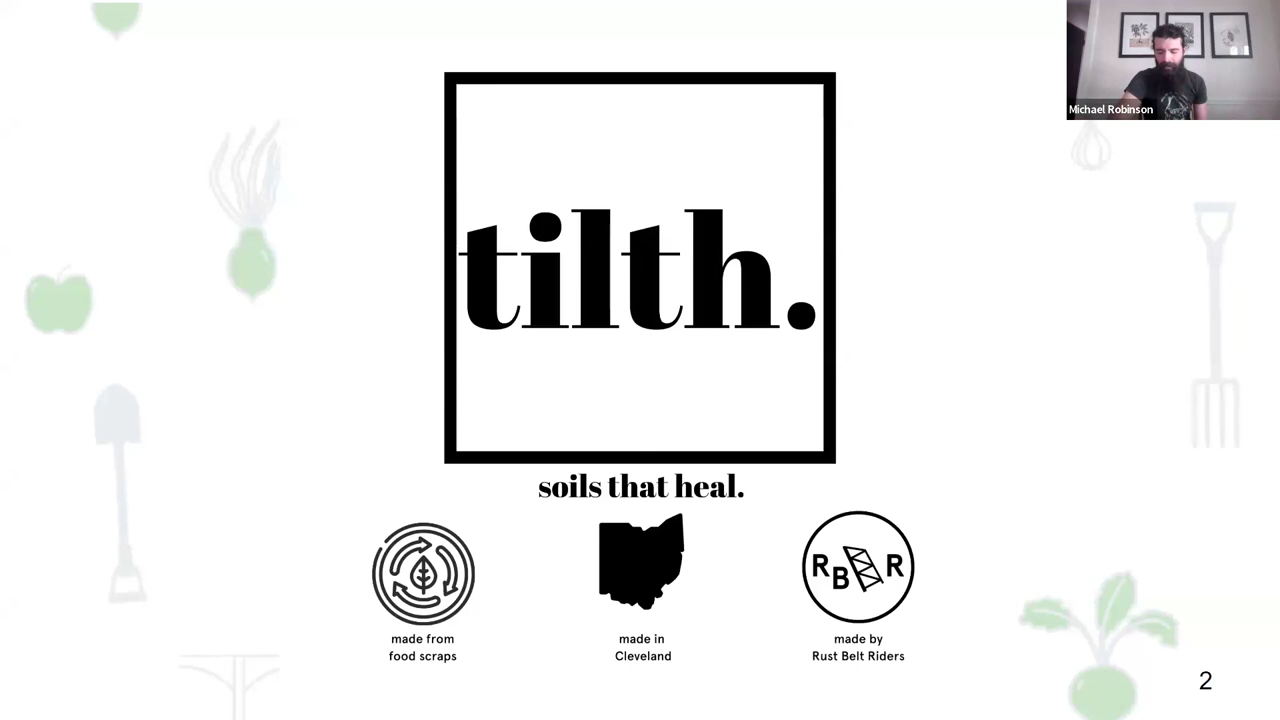 Michael Robinson
tilth.
soils that heal.
R B R
made from
food scraps
made in
Cleveland
made by
Rust Belt Riders
2